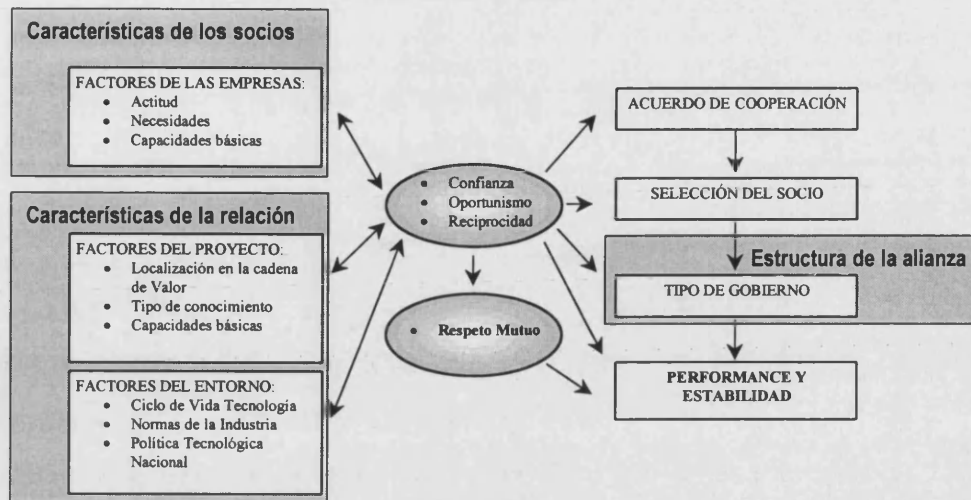 Características de los socios
FACTORES DE LAS EMPRESAS:
• Actitud
• Necesidades
• Capacidades básicas
Características de la relación
FACTORES DEL PROYECTO:
• Localización en la cadena
de Valor
• Tipo de conocimiento
• Capacidades básicas
FACTORES DEL ENTORNO:
• Ciclo de Vida Tecnología
• Normas de la Industria
• Política Tecnológica
Nacional
• Confianza
• Oportunismo
• Reciprocidad
• Respeto Mutuo
ACUERDO DE COOPERACIÓN
SELECCIÓN DEL SOCIO
Estructura de la alianza
TIPO DE GOBIERNO
PERFORMANCE Y
ESTABILIDAD